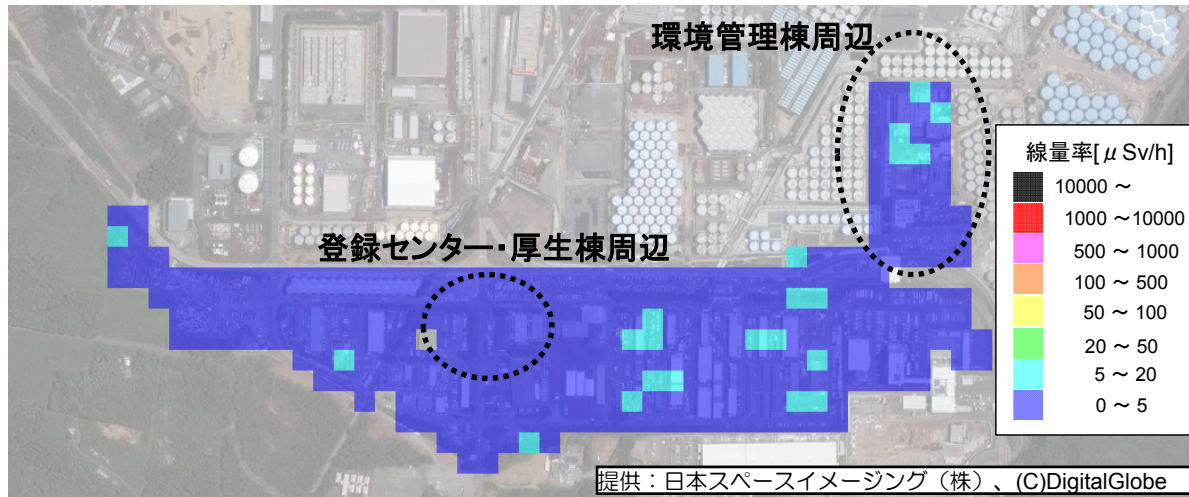 環境管理棟周辺
登録センター・厚生棟周辺
線量率[μSv/h]
10000 ～
1000 ～10000
500 ～ 1000
100 ～ 500
50 ～ 100
20 ～ 50
5 ～ 20
0 ～ 5
提供：日本スペースイメージング（株）、(C)DigitalGlobe